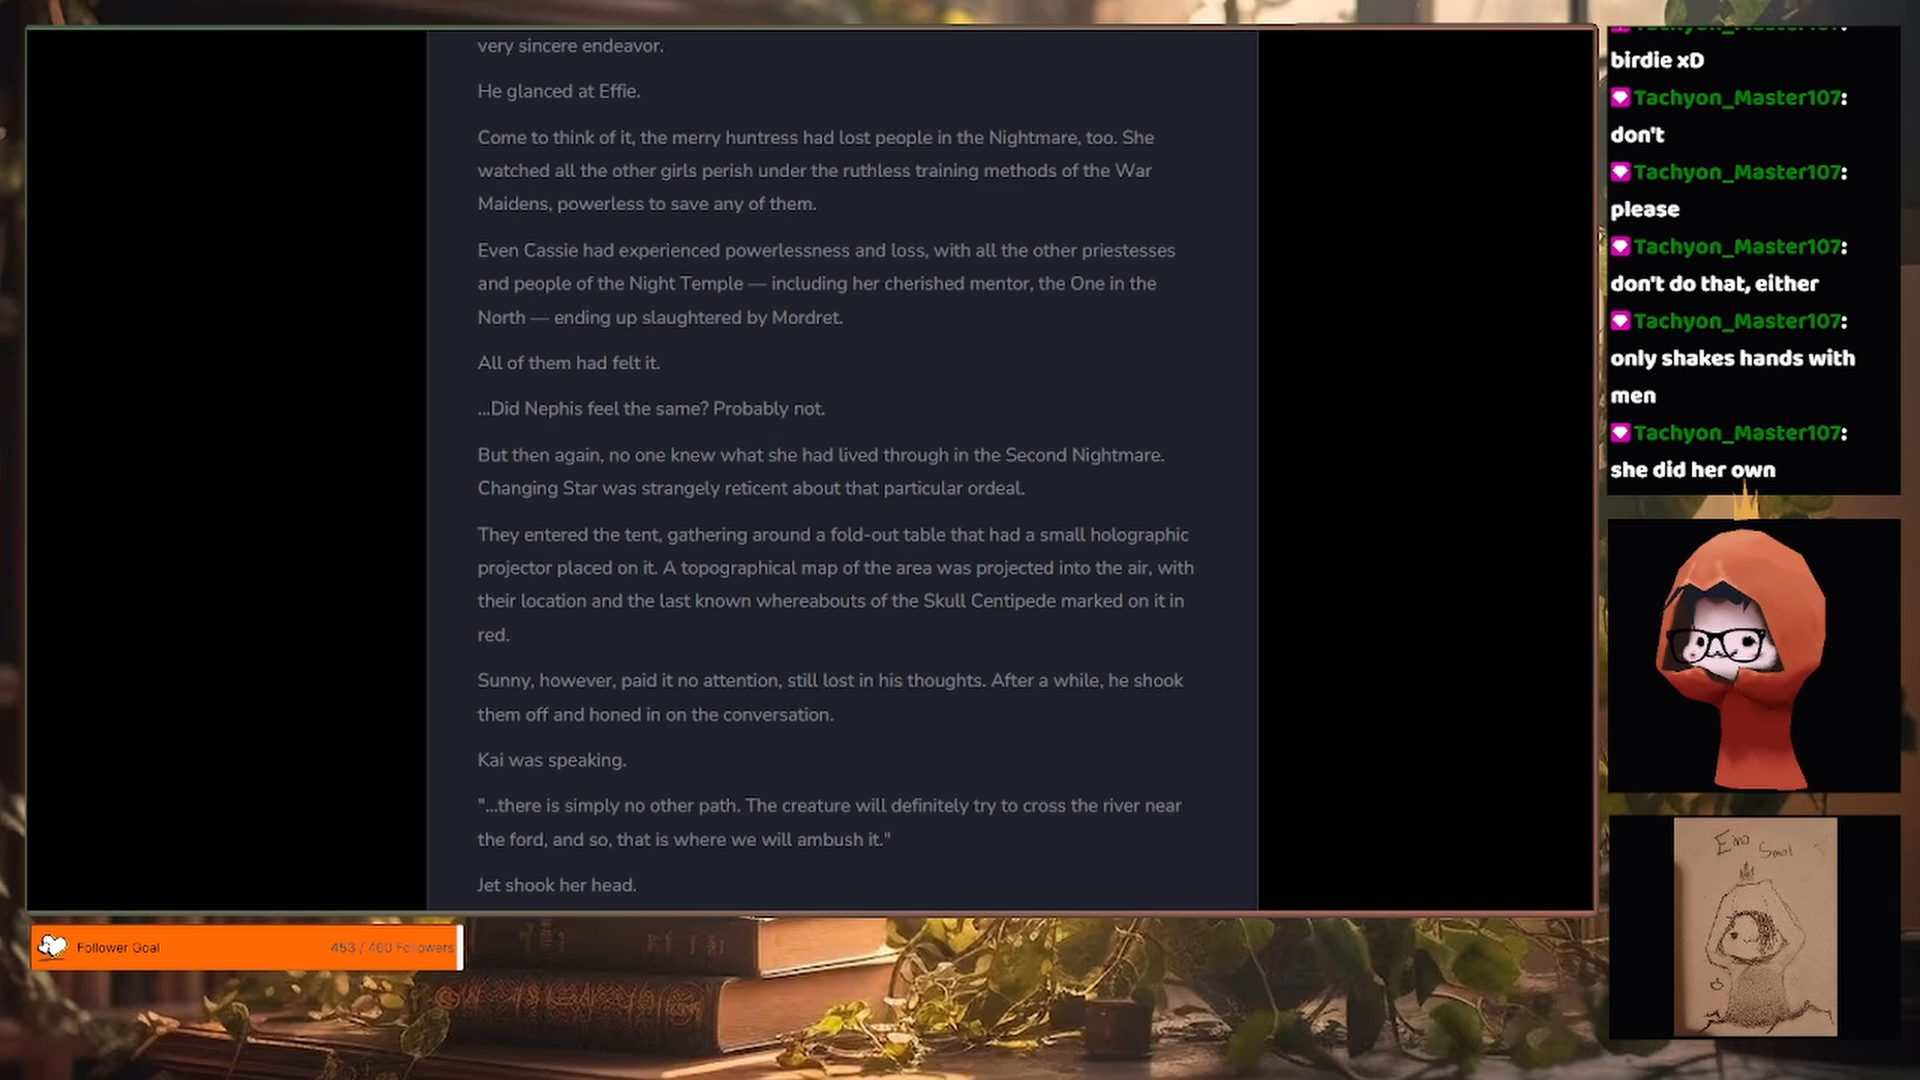 very sincere endeavor.
He glanced at Effie.
Come to think of it, the merry huntress had lost people in the Nightmare, too. She
watched all the other girls perish under the ruthless training methods of the War
Maidens, powerless to save any of them.
Even Cassie had experienced powerlessness and loss, with all the other priestesses
and people of the Night Temple — including her cherished mentor, the One in the
North — ending up slaughtered by Mordret.
All of them had felt it.
...Did Nephis feel the same? Probably not.
But then again, no one knew what she had lived through in the Second Nightmare.
Changing Star was strangely reticent about that particular ordeal.
They entered the tent, gathering around a fold-out table that had a small holographic
projector placed on it. A topographical map of the area was projected into the air, with
their location and the last known whereabouts of the Skull Centipede marked on it in
red.
Sunny, however, paid it no attention, still lost in his thoughts. After a while, he shook
them off and honed in on the conversation.
Kai was speaking.
"...there is simply no other path. The creature will definitely try to cross the river near
the ford, and so, that is where we will ambush it."
Jet shook her head.
Follower Goal 453 / 460 Followers
birdie xD
Tachyon_Master107:
don't
Tachyon_Master107:
please
Tachyon_Master107:
don't do that, either
Tachyon_Master107:
only shakes hands with
men
Tachyon_Master107:
she did her own
Emo
Smol